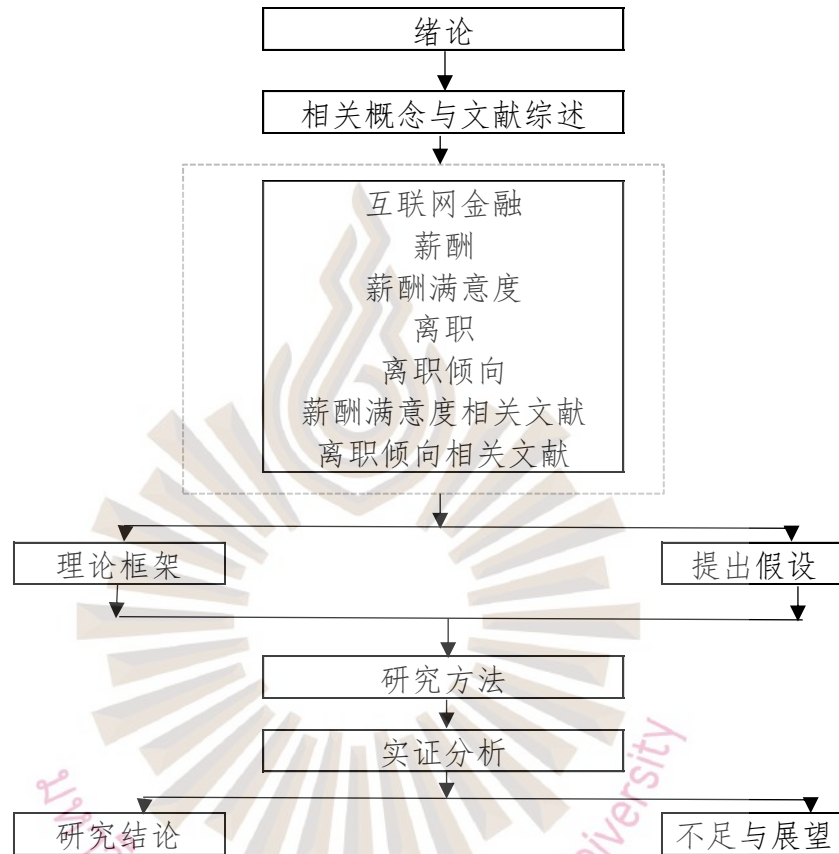 绪论
相关概念与文献综述
互联网金融
薪酬
薪酬满意度
离职
离职倾向
薪酬满意度相关文献
离职倾向相关文献
理论框架
提出假设
研究方法
实证分析
研究结论
不足与展望